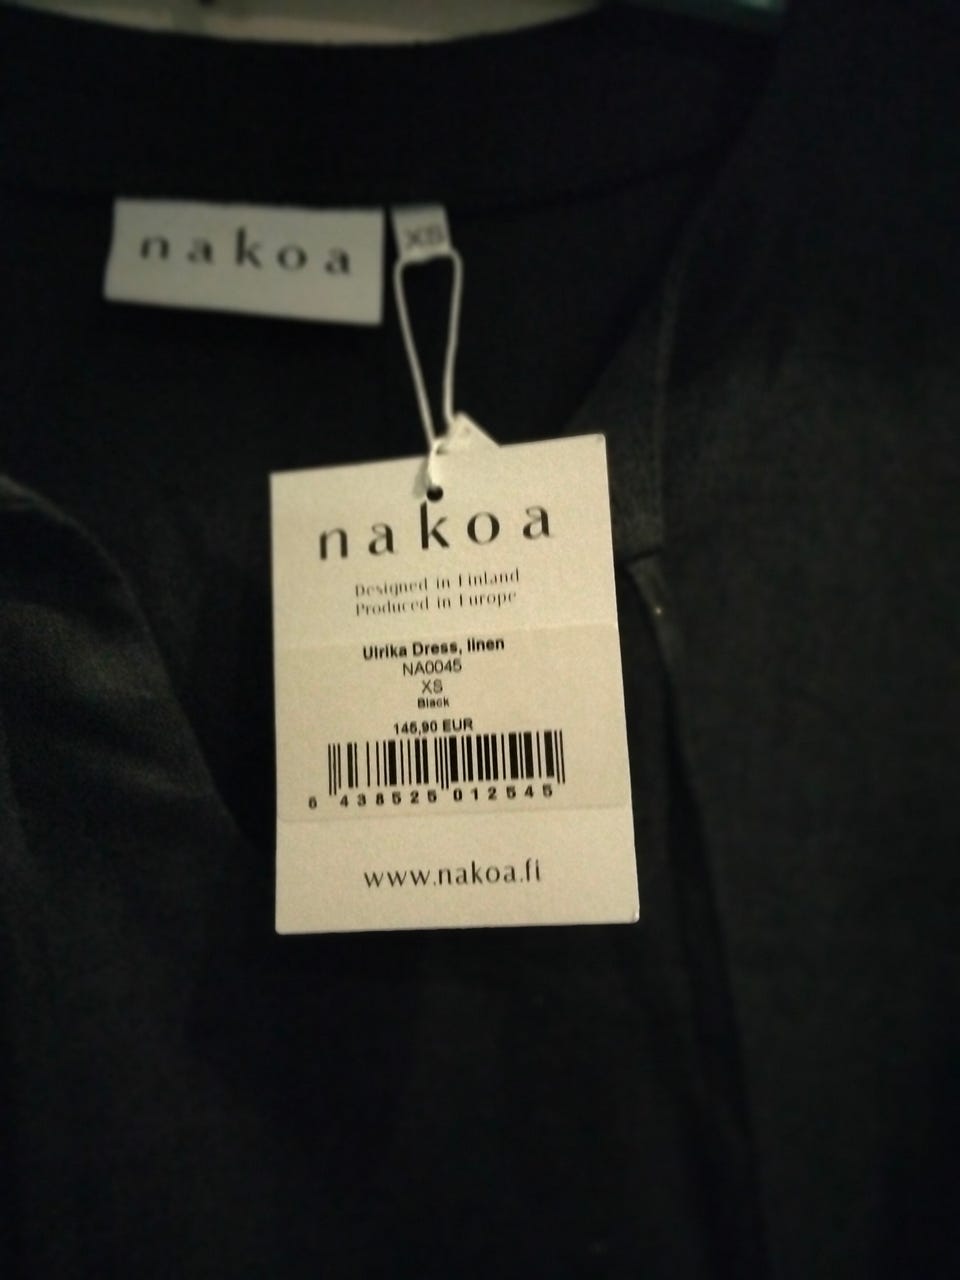 nakoa
XS
nakoa
Designed in Finland
Produced in Europe
Ulrika Dress, linen
NA0045
XS
Black
145,90 EUR
6 438525 012545
www.nakoa.fi